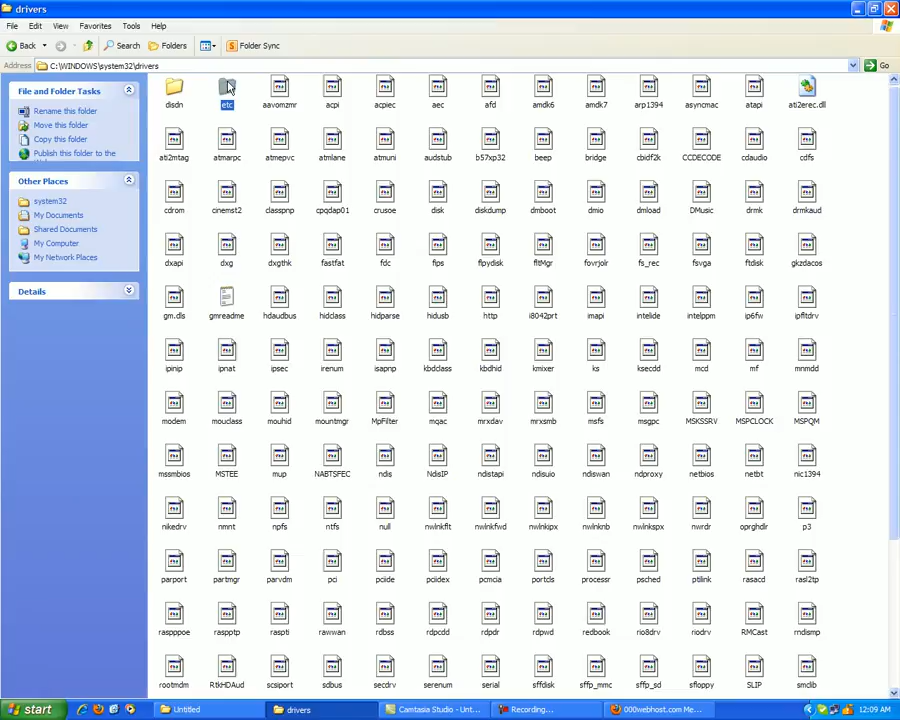 drivers
File Edit View Favorites Tools Help
Back Search Folders Folder Sync
Address C:\WINDOWS\system32\drivers Go
File and Folder Tasks
Rename this folder
Move this folder
Copy this folder
Publish this folder to the
Other Places
system32
My Documents
Shared Documents
My Computer
My Network Places
Details
disdn etc aavomzmr acpi acpiec aec afd amdk6 amdk7 arp1394 asyncmac atapi ati2erec.dll
ati2mtag atmarpc atmepvc atmlane atmuni audstub b57xp32 beep bridge cbidf2k CCDECODE cdaudio cdfs
cdrom cinemst2 classpnp cpqdap01 crusoe disk diskdump dmboot dmio dmload DMusic drmk drmkaud
dxapi dxg dxgthk fastfat fdc fips flpydisk fltMgr fovrjolr fs_rec fsvga ftdisk gkzdacos
gm.dls gmreadme hdaudbus hidclass hidparse hidusb http i8042prt imapi intelide intelppm ip6fw ipfltdrv
ipinip ipnat ipsec irenum isapnp kbdclass kbdhid kmixer ks ksecdd mcd mf mnmdd
modem mouclass mouhid mountmgr MpFilter mqac mrxdav mrxsmb msfs msgpc MSKSSRV MSPCLOCK MSPQM
mssmbios MSTEE mup NABTSFEC ndis NdisIP ndistapi ndisuio ndiswan ndproxy netbios netbt nic1394
nikedrv nmnt npfs ntfs null nwlnkflt nwlnkfwd nwlnkipx nwlnknb nwlnkspx nwrdr oprghdlr p3
parport partmgr parvdm pci pciide pciidex pcmcia portcls processr psched ptilink rasacd rasl2tp
raspppoe raspptp raspti rawwan rdbss rdpcdd rdpdr rdpwd redbook rio8drv riodrv RMCast rndismp
rootmdm RtkHDAud scsiport sdbus secdrv serenum serial sffdisk sffp_mmc sffp_sd sfloppy SLIP smclib
start Untitled drivers Camtasia Studio - Unt... Recording... 000webhost.com Me... 12:09 AM